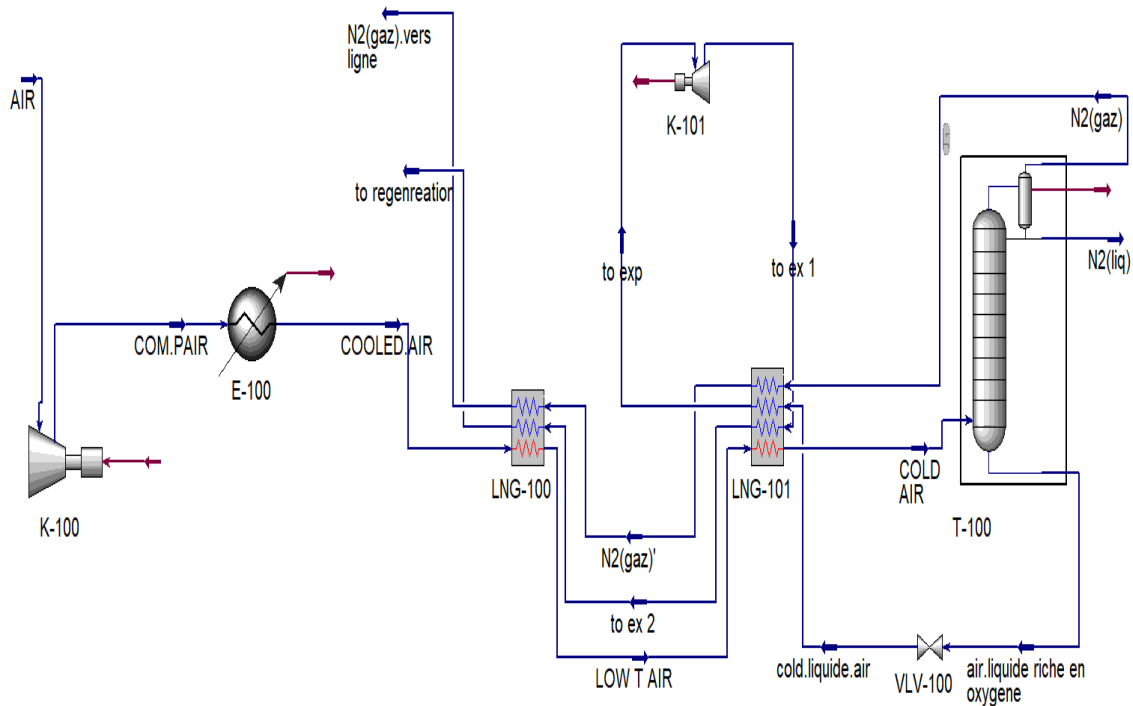 N2(gaz).vers
ligne
AIR
K-101
N2(gaz)
to regenreation
to exp
to ex 1
N2(liq)
COM.PAIR
COOLED.AIR
E-100
LNG-100
LNG-101
COLD
AIR
K-100
T-100
N2(gaz)'
to ex 2
LOW T AIR
cold.liquide.air
VLV-100
air.liquide riche en
oxygene